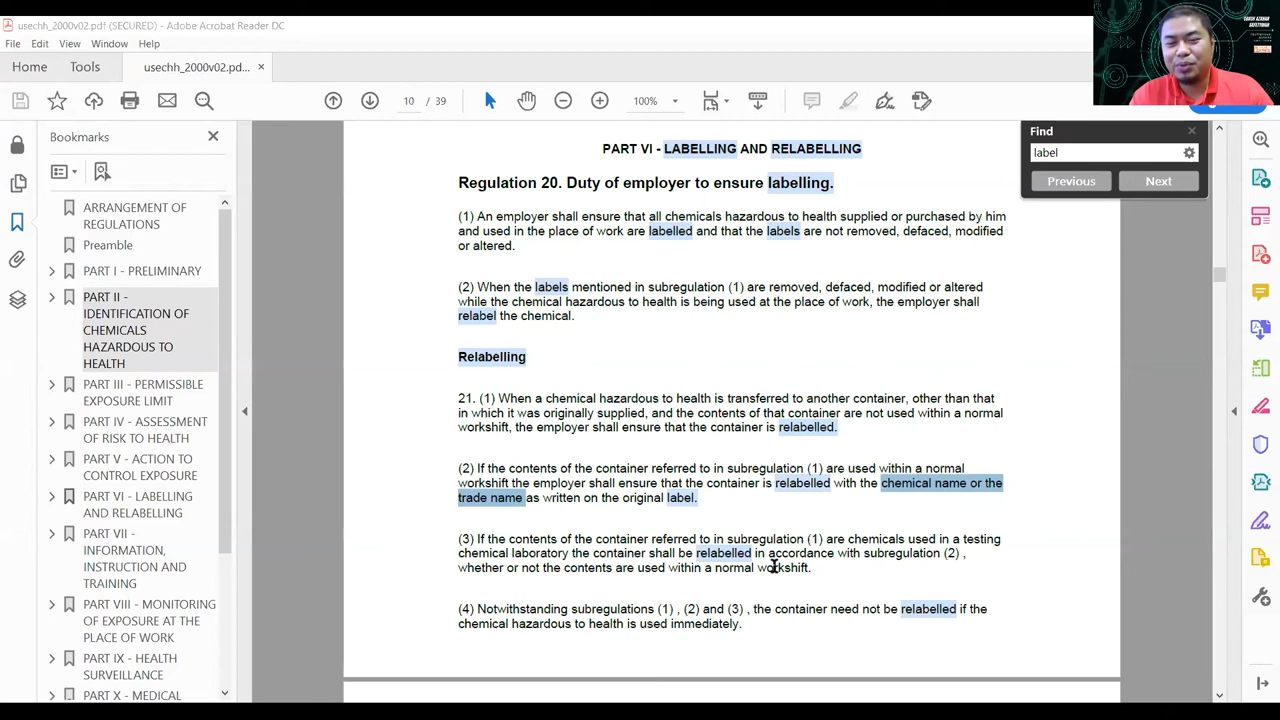 usechh_2000v02.pdf (SECURED) - Adobe Acrobat Reader DC
File Edit View Window Help
Home Tools usechh_2000v02.pd... ×
10 / 39 100%
Bookmarks
ARRANGEMENT OF
REGULATIONS
Preamble
PART I - PRELIMINARY
PART II -
IDENTIFICATION OF
CHEMICALS
HAZARDOUS TO
HEALTH
PART III - PERMISSIBLE
EXPOSURE LIMIT
PART IV - ASSESSMENT
OF RISK TO HEALTH
PART V - ACTION TO
CONTROL EXPOSURE
PART VI - LABELLING
AND RELABELLING
PART VII -
INFORMATION,
INSTRUCTION AND
TRAINING
PART VIII - MONITORING
OF EXPOSURE AT THE
PLACE OF WORK
PART IX - HEALTH
SURVEILLANCE
PART X - MEDICAL
PART VI - LABELLING AND RELABELLING
Regulation 20. Duty of employer to ensure labelling.
(1) An employer shall ensure that all chemicals hazardous to health supplied or purchased by him
and used in the place of work are labelled and that the labels are not removed, defaced, modified
or altered.
(2) When the labels mentioned in subregulation (1) are removed, defaced, modified or altered
while the chemical hazardous to health is being used at the place of work, the employer shall
relabel the chemical.
Relabelling
21. (1) When a chemical hazardous to health is transferred to another container, other than that
in which it was originally supplied, and the contents of that container are not used within a normal
workshift, the employer shall ensure that the container is relabelled.
(2) If the contents of the container referred to in subregulation (1) are used within a normal
workshift the employer shall ensure that the container is relabelled with the chemical name or the
trade name as written on the original label.
(3) If the contents of the container referred to in subregulation (1) are chemicals used in a testing
chemical laboratory the container shall be relabelled in accordance with subregulation (2) ,
whether or not the contents are used within a normal workshift.
(4) Notwithstanding subregulations (1) , (2) and (3) , the container need not be relabelled if the
chemical hazardous to health is used immediately.
Find
label
Previous Next